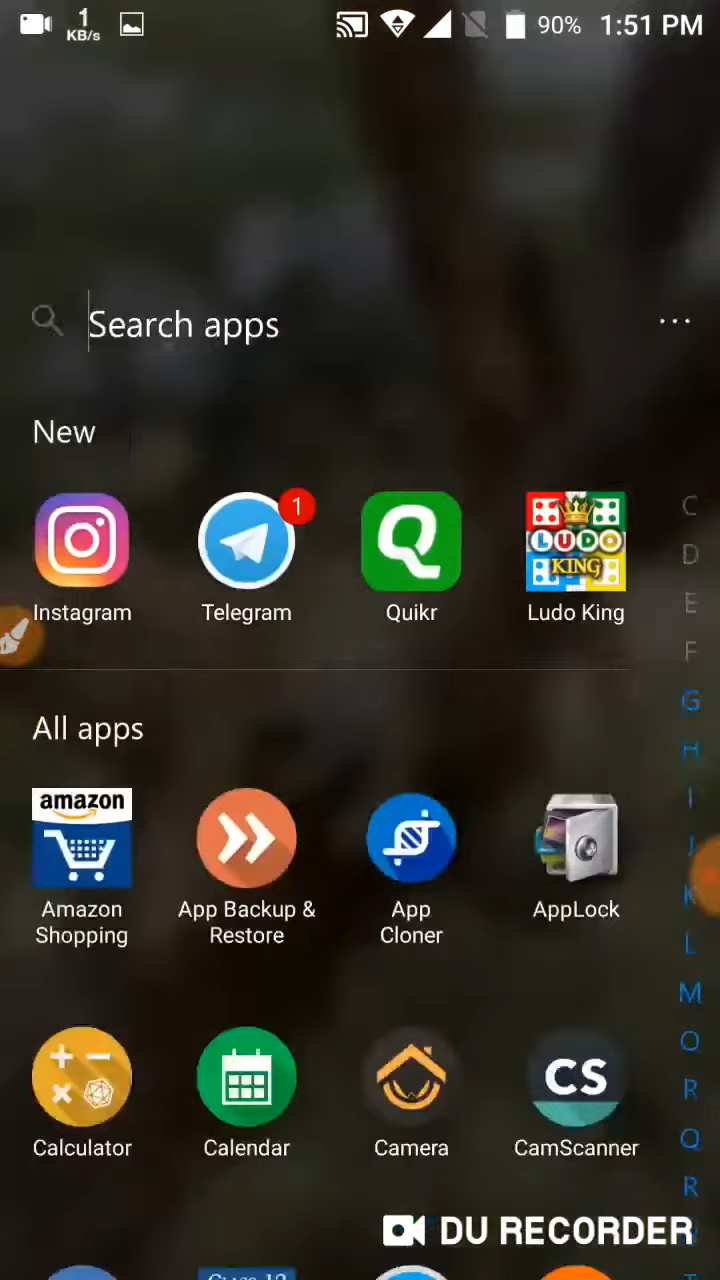 1
KB/s
90%
1:51 PM
Search apps
New
1
LUDO
KING
Instagram
Telegram
Quikr
Ludo King
All apps
amazon
Amazon
Shopping
App Backup &
Restore
App
Cloner
AppLock
CS
Calculator
Calendar
Camera
CamScanner
C
D
E
F
G
H
I
J
K
L
M
O
R
Q
R
DU RECORDER